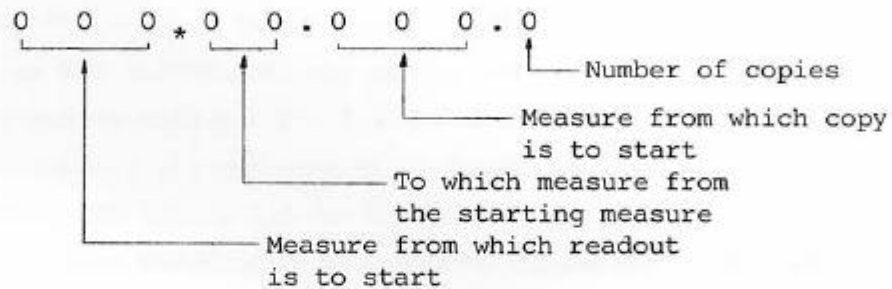 0 0 0 * 0 0 . 0 0 0 . 0
Number of copies
Measure from which copy
is to start
To which measure from
the starting measure
Measure from which readout
is to start